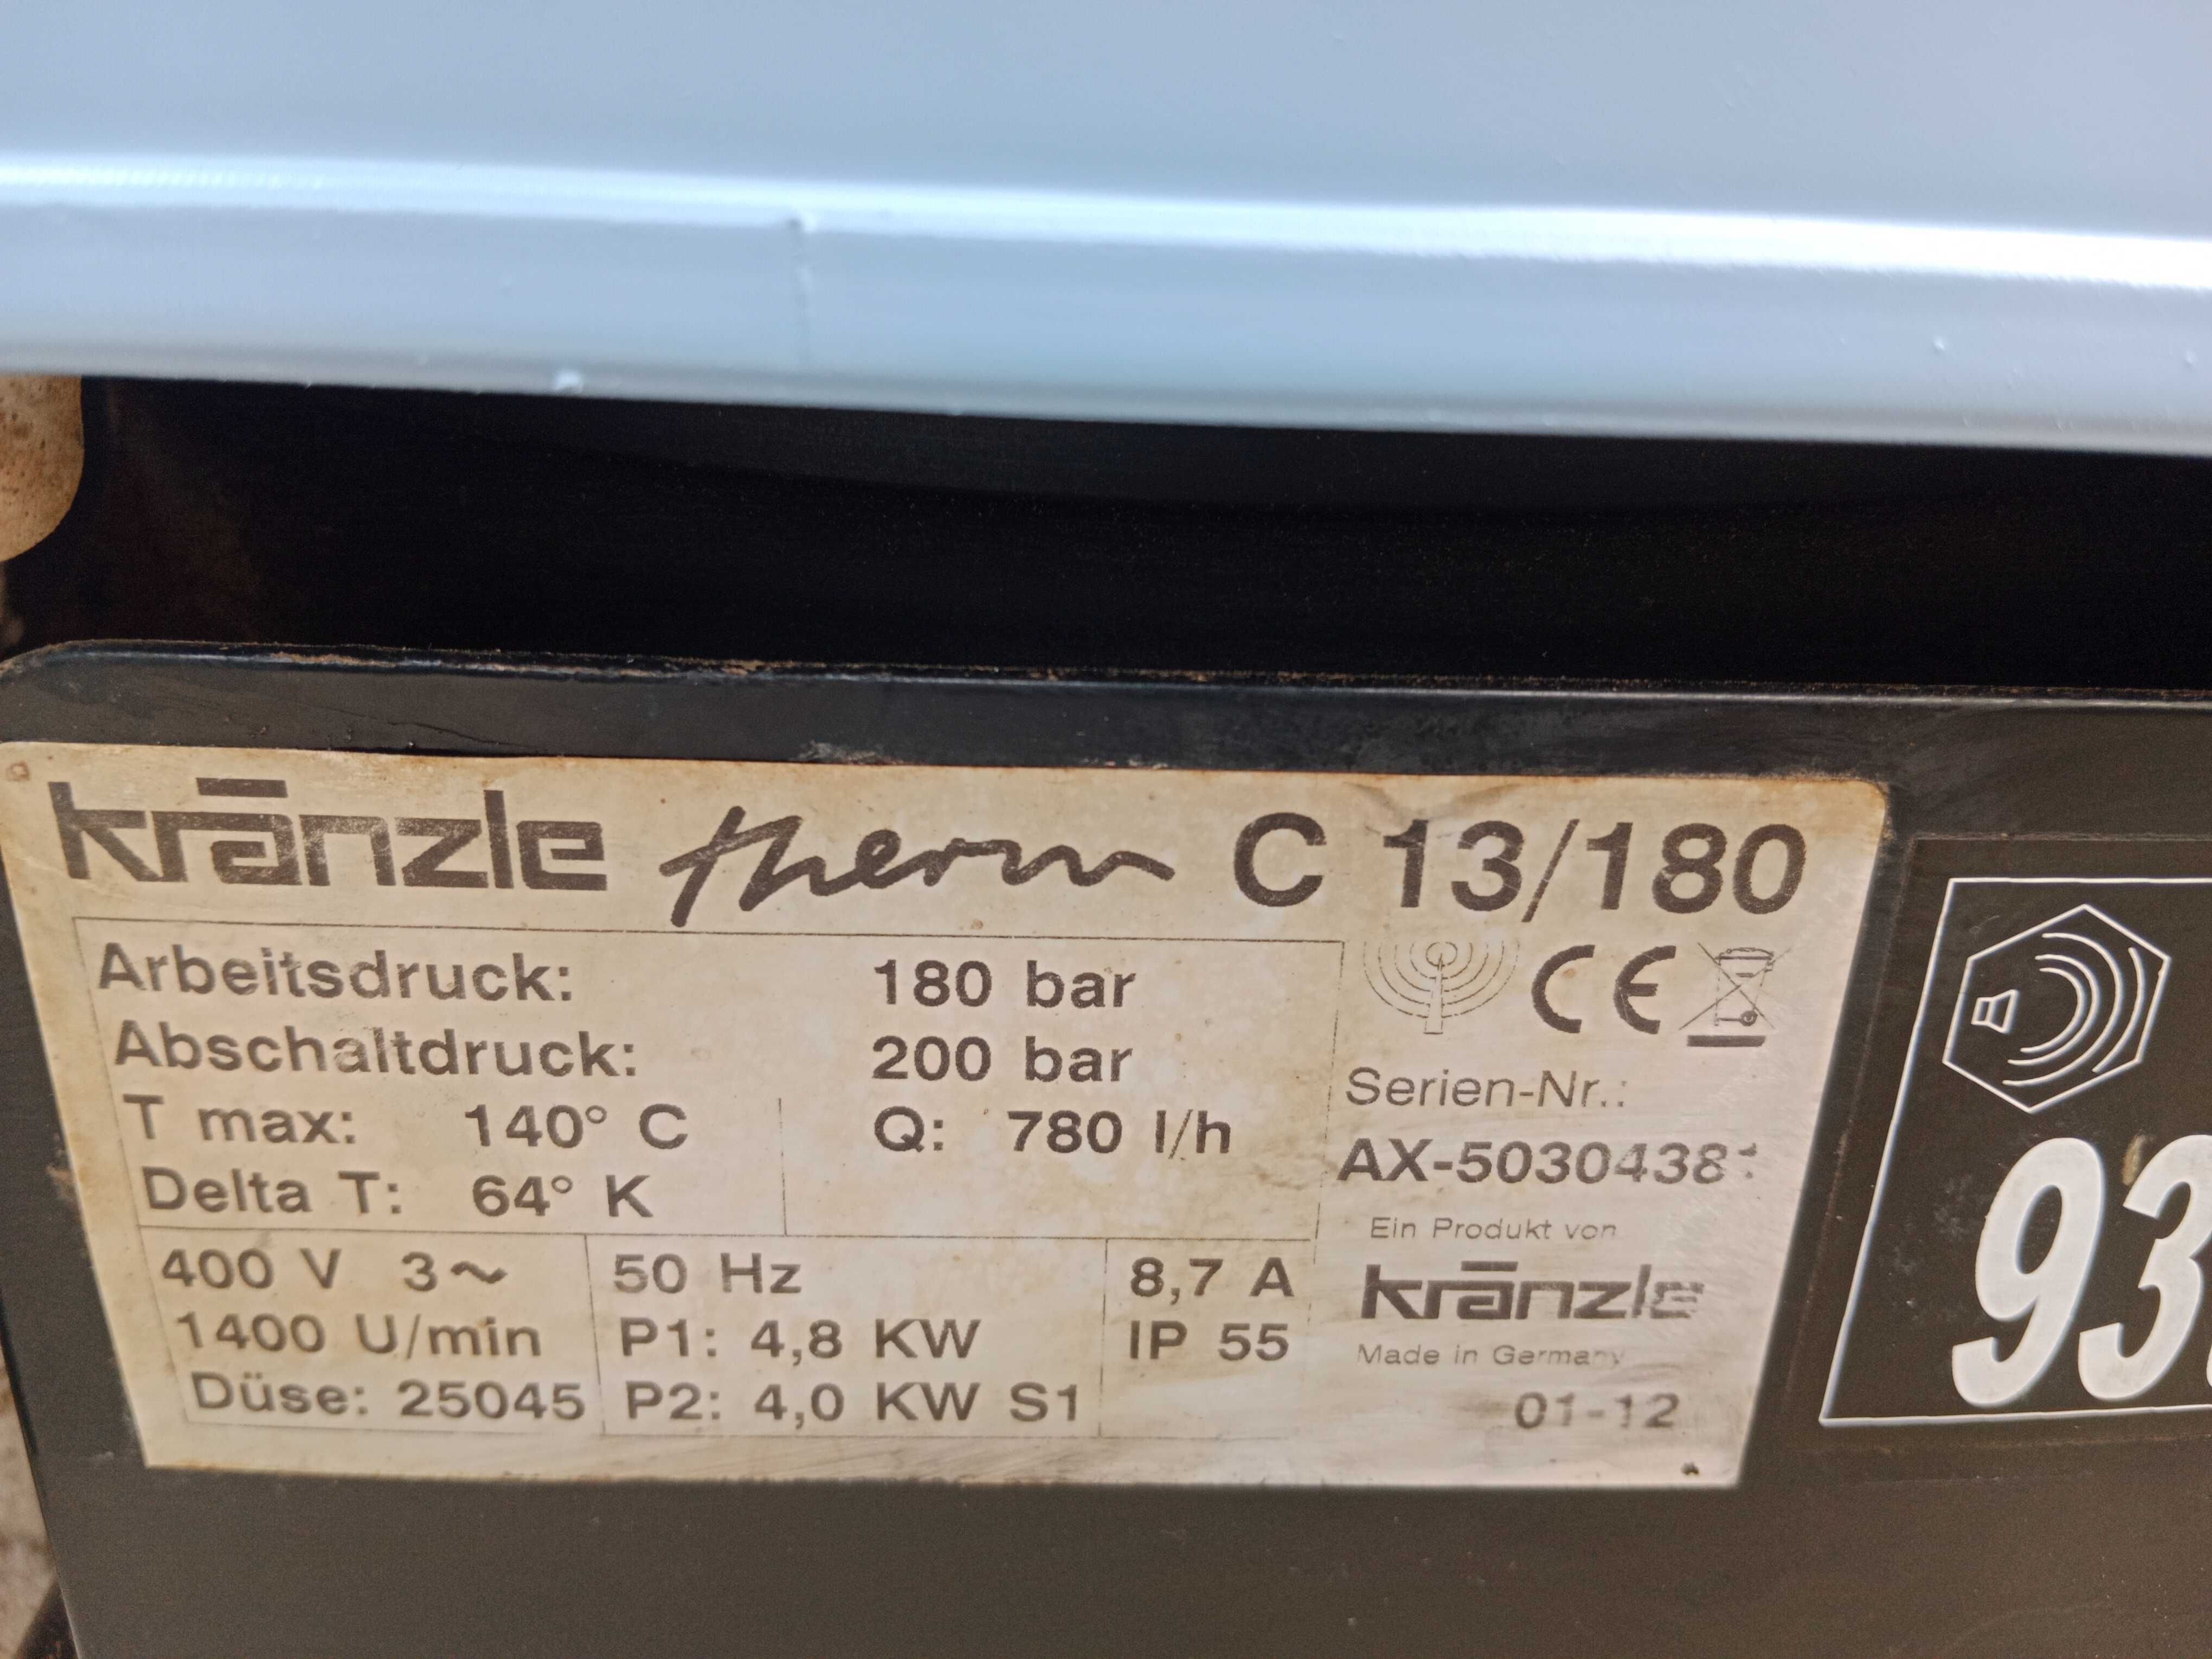 kränzle therm C 13/180
Arbeitsdruck: 180 bar
Abschaltdruck: 200 bar
T max: 140° C Q: 780 l/h
Delta T: 64° K
400 V 3~ 50 Hz 8,7 A
1400 U/min P1: 4,8 KW IP 55
Düse: 25045 P2: 4,0 KW S1
CE
Serien-Nr.:
Ein Produkt von
kränzle
Made in Germany
01-12
93